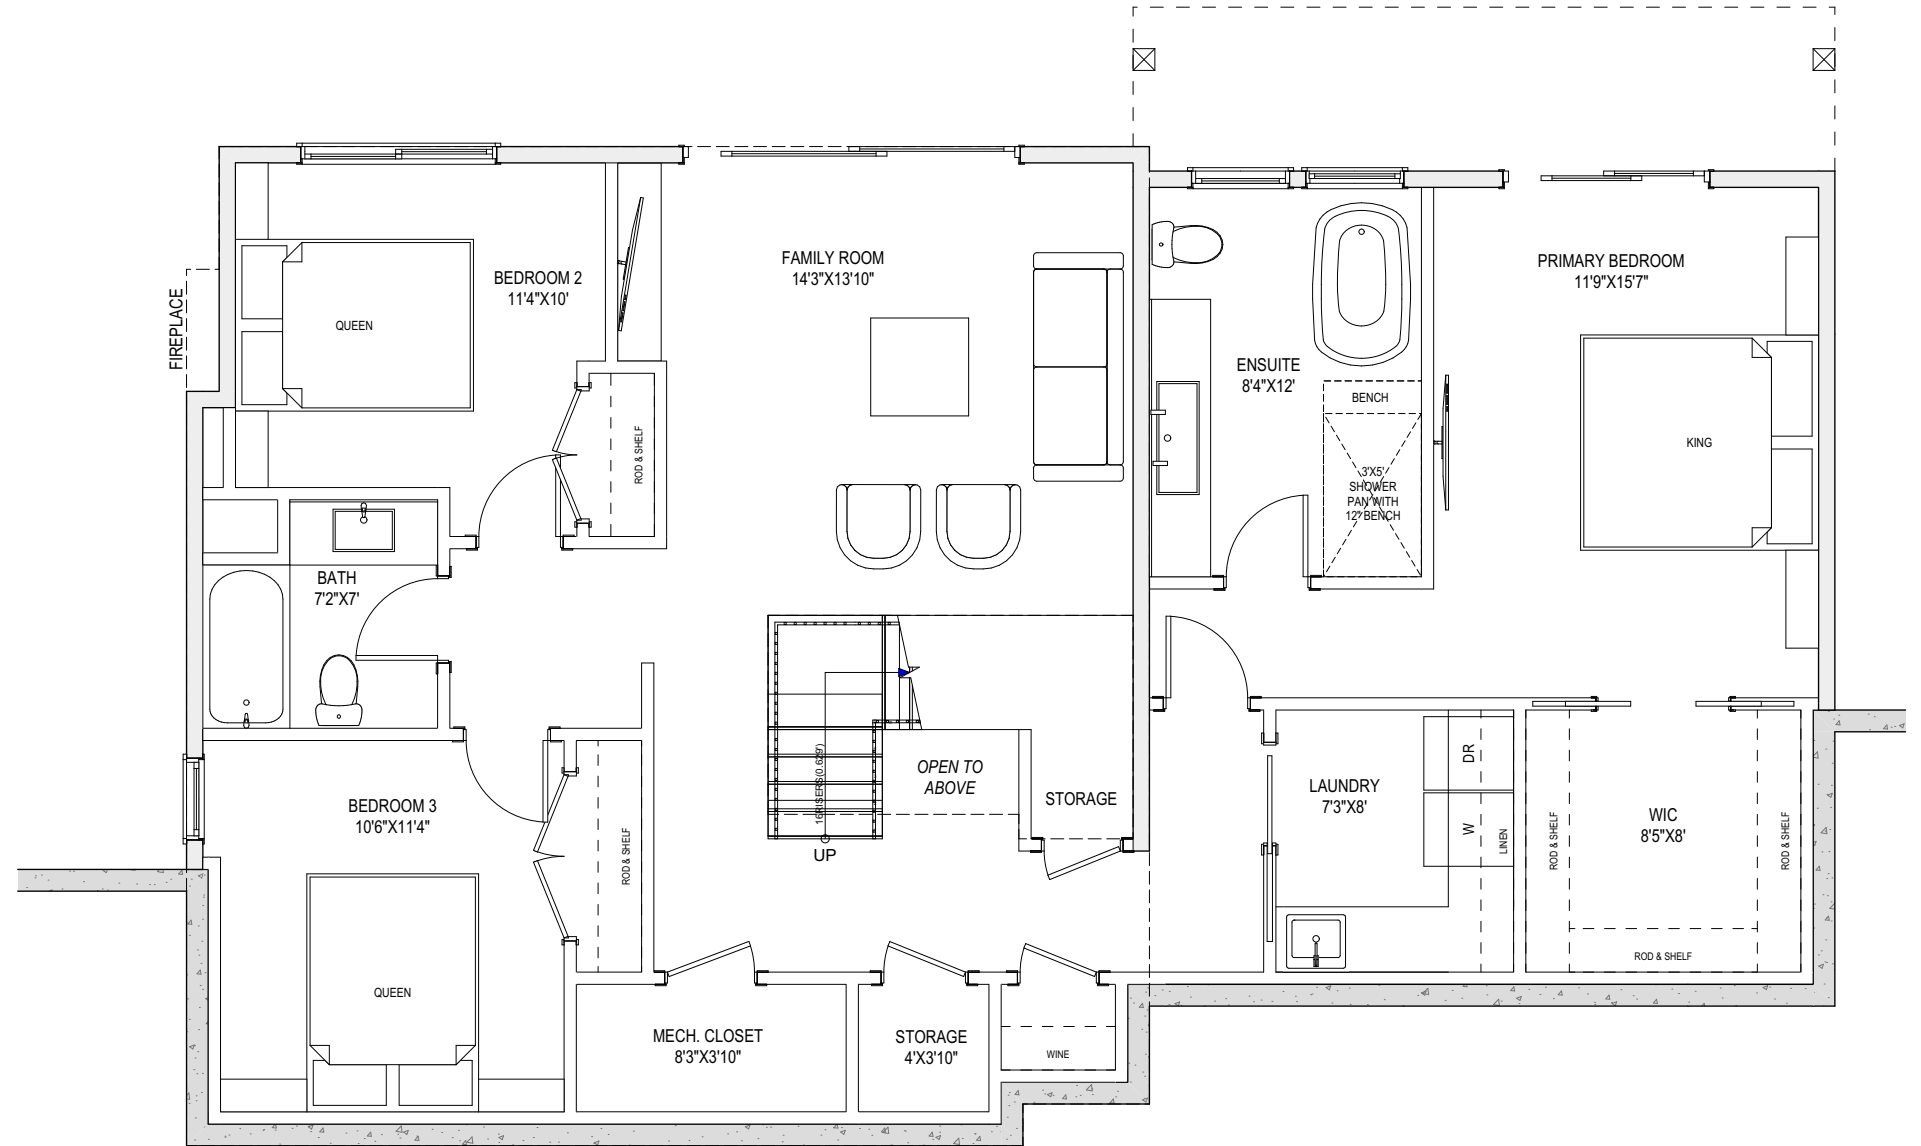 FIREPLACE
BEDROOM 2
11'4"X10'
QUEEN
ROD & SHELF
FAMILY ROOM
14'3"X13'10"
ENSUITE
8'4"X12'
BENCH
3'X5'
SHOWER
PAN WITH
12" BENCH
PRIMARY BEDROOM
11'9"X15'7"
KING
BATH
7'2"X7'
BEDROOM 3
10'6"X11'4"
QUEEN
ROD & SHELF
16RISERS(0.629')
UP
OPEN TO
ABOVE
STORAGE
LAUNDRY
7'3"X8'
DR
W
LINEN
ROD & SHELF
WIC
8'5"X8'
ROD & SHELF
ROD & SHELF
MECH. CLOSET
8'3"X3'10"
STORAGE
4'X3'10"
WINE